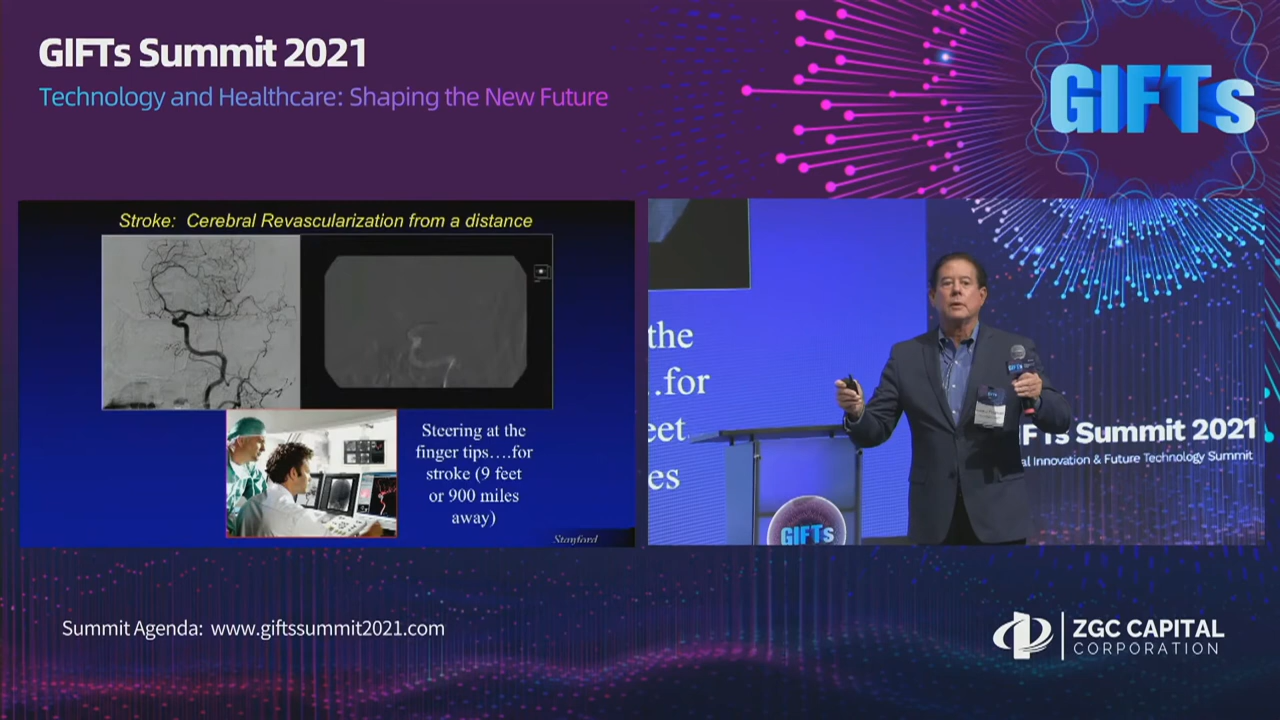 GIFTs Summit 2021
Technology and Healthcare: Shaping the New Future
GIFTs
Stroke: Cerebral Revascularization from a distance
Steering at the
finger tips....for
stroke (9 feet
or 900 miles
away)
Stanford
the
..for
eet
es
GIFTs
GIFTs
FTs Summit 2021
al Innovation & Future Technology Summit
Summit Agenda: www.giftssummit2021.com
ZGC CAPITAL
CORPORATION